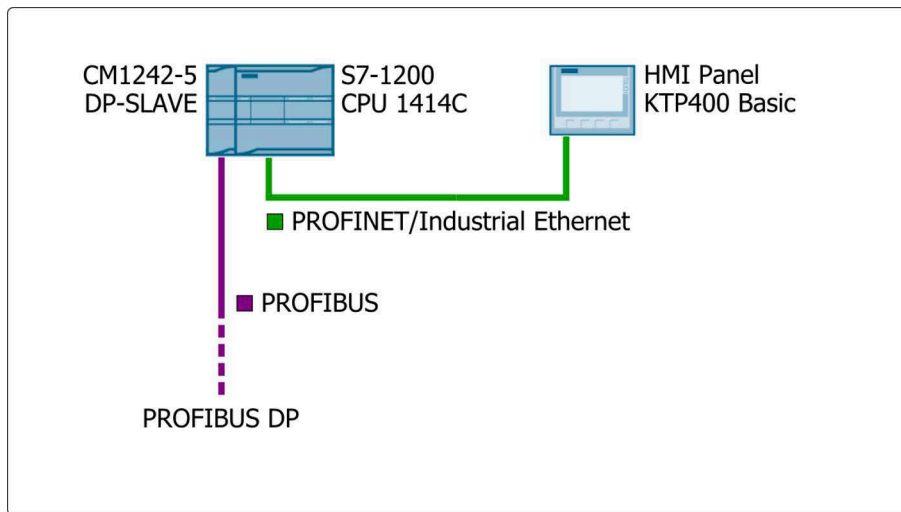 CM1242-5
DP-SLAVE
S7-1200
CPU 1414C
HMI Panel
KTP400 Basic
PROFINET/Industrial Ethernet
PROFIBUS
PROFIBUS DP